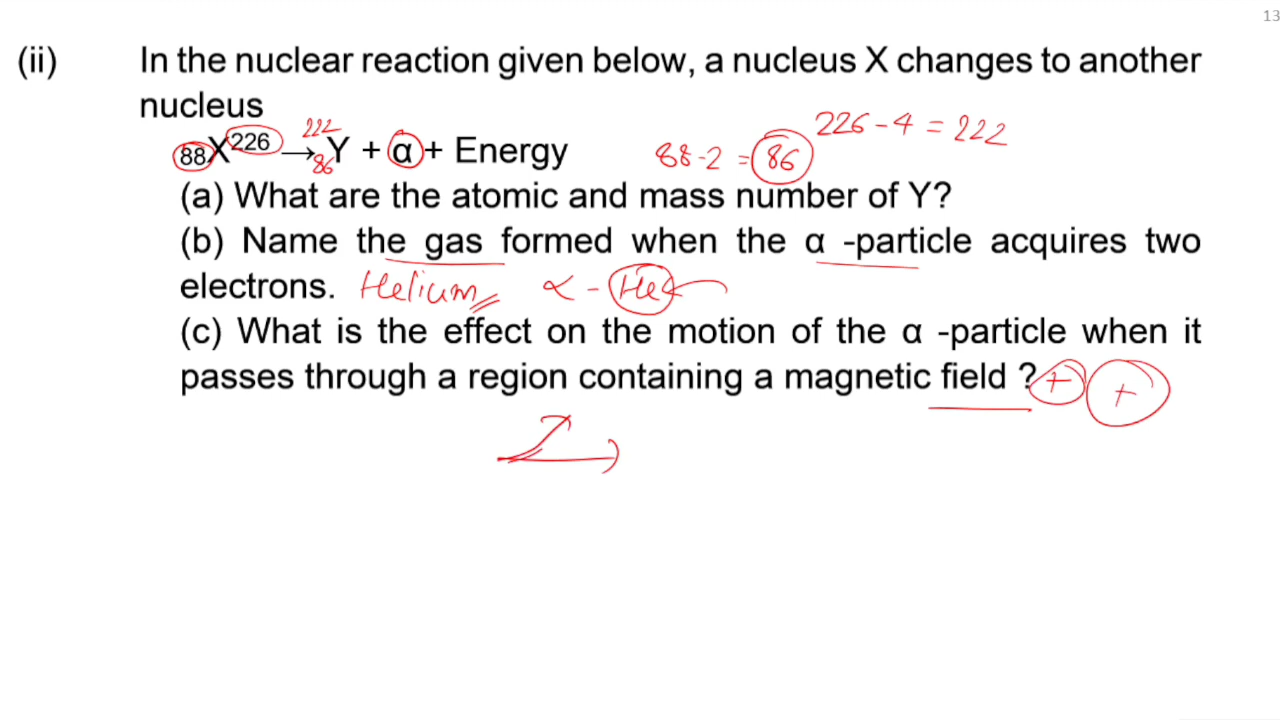 13
(ii) In the nuclear reaction given below, a nucleus X changes to another
nucleus
226 - 4 = 222
222
88X226 → Y + α + Energy
86
88 - 2 = 86
(a) What are the atomic and mass number of Y?
(b) Name the gas formed when the α -particle acquires two
electrons. Helium α - He
(c) What is the effect on the motion of the α -particle when it
passes through a region containing a magnetic field ? + +